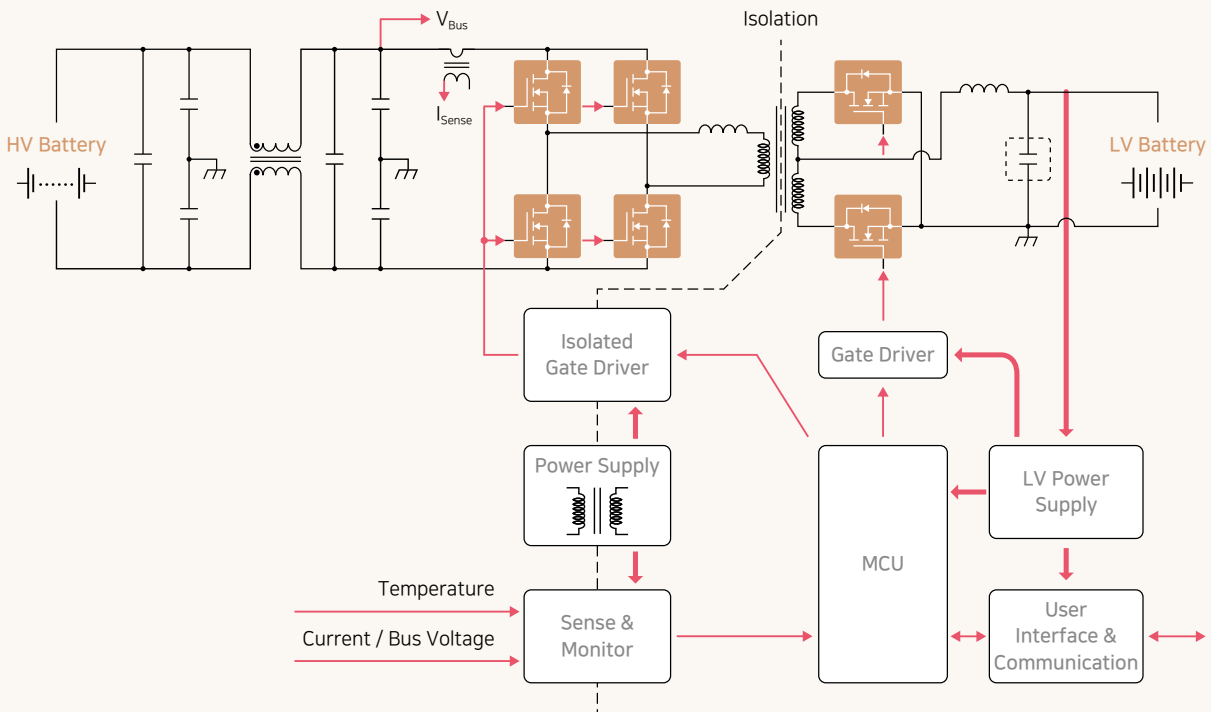 V_Bus
Isolation
I_Sense
HV Battery
LV Battery
Isolated
Gate Driver
Gate Driver
Power Supply
LV Power
Supply
MCU
Temperature
Current / Bus Voltage
Sense &
Monitor
User
Interface &
Communication